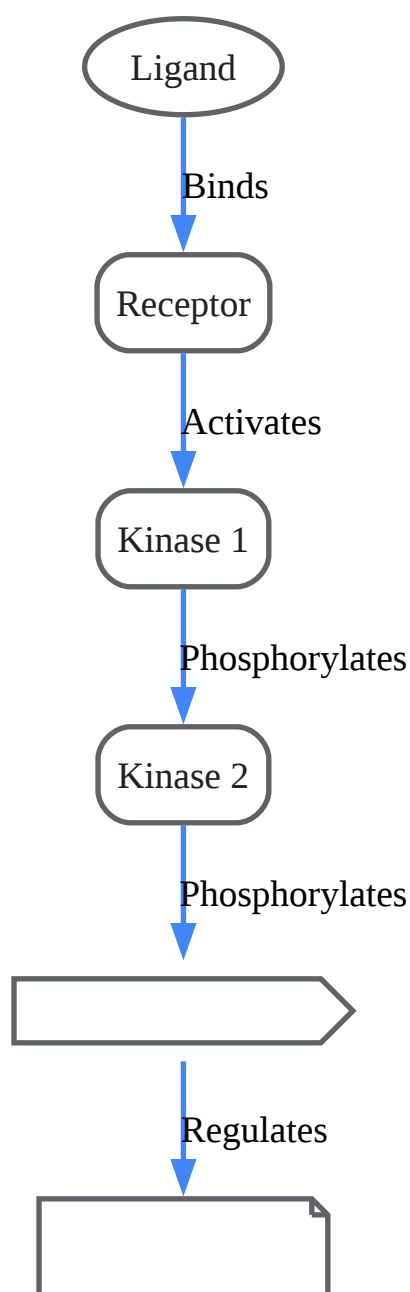 Ligand
Binds
Receptor
Activates
Kinase 1
Phosphorylates
Kinase 2
Phosphorylates
Regulates